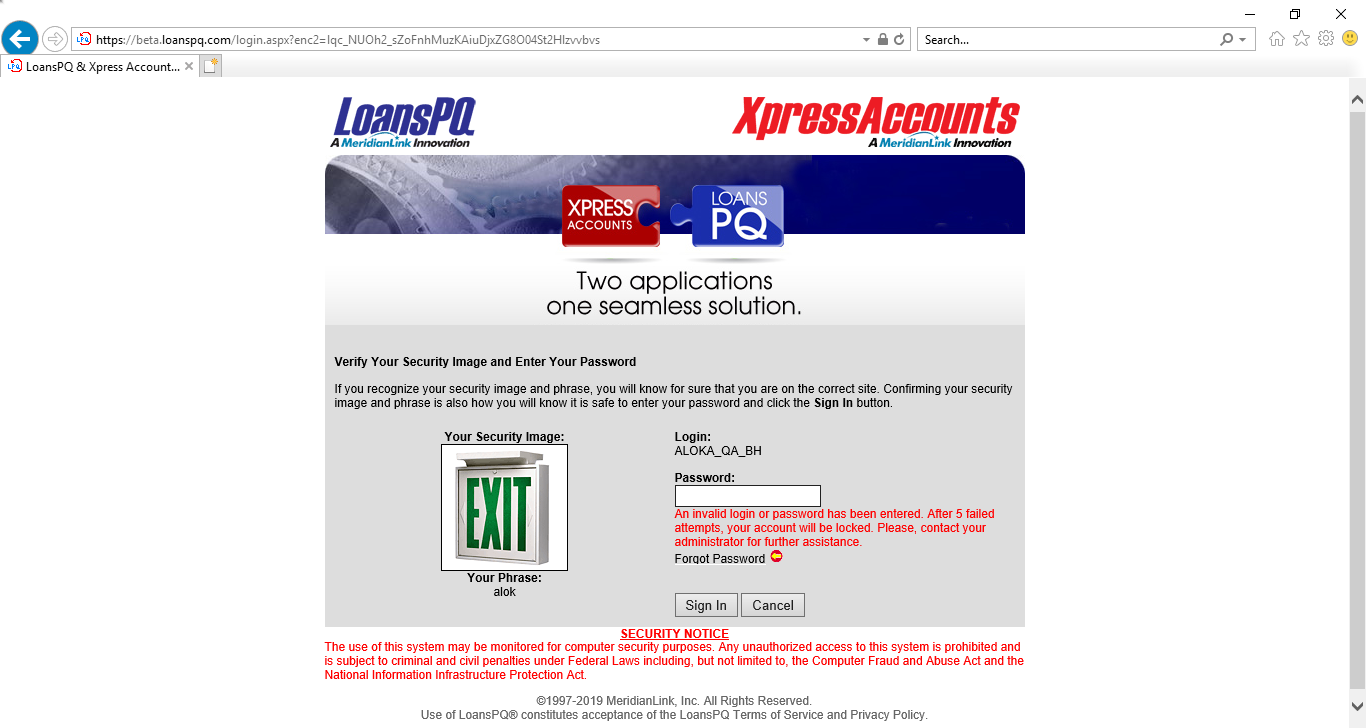 https://beta.loanspq.com/login.aspx?enc2=Iqc_NUOh2_sZoFnhMuzKAiuDjxZG8O04St2HIzvvbvs
Search...
LPQ LoansPQ & Xpress Account...
LoansPQ
A MeridianLink Innovation
XpressAccounts
A MeridianLink Innovation
XPRESS
ACCOUNTS
LOANS
PQ
Two applications
one seamless solution.
Verify Your Security Image and Enter Your Password
If you recognize your security image and phrase, you will know for sure that you are on the correct site. Confirming your security
image and phrase is also how you will know it is safe to enter your password and click the Sign In button.
Your Security Image:
EXIT
Your Phrase:
alok
Login:
ALOKA_QA_BH
Password:
An invalid login or password has been entered. After 5 failed
attempts, your account will be locked. Please, contact your
administrator for further assistance.
Forgot Password
Sign In
Cancel
SECURITY NOTICE
The use of this system may be monitored for computer security purposes. Any unauthorized access to this system is prohibited and
is subject to criminal and civil penalties under Federal Laws including, but not limited to, the Computer Fraud and Abuse Act and the
National Information Infrastructure Protection Act.
©1997-2019 MeridianLink, Inc. All Rights Reserved.
Use of LoansPQ® constitutes acceptance of the LoansPQ Terms of Service and Privacy Policy.